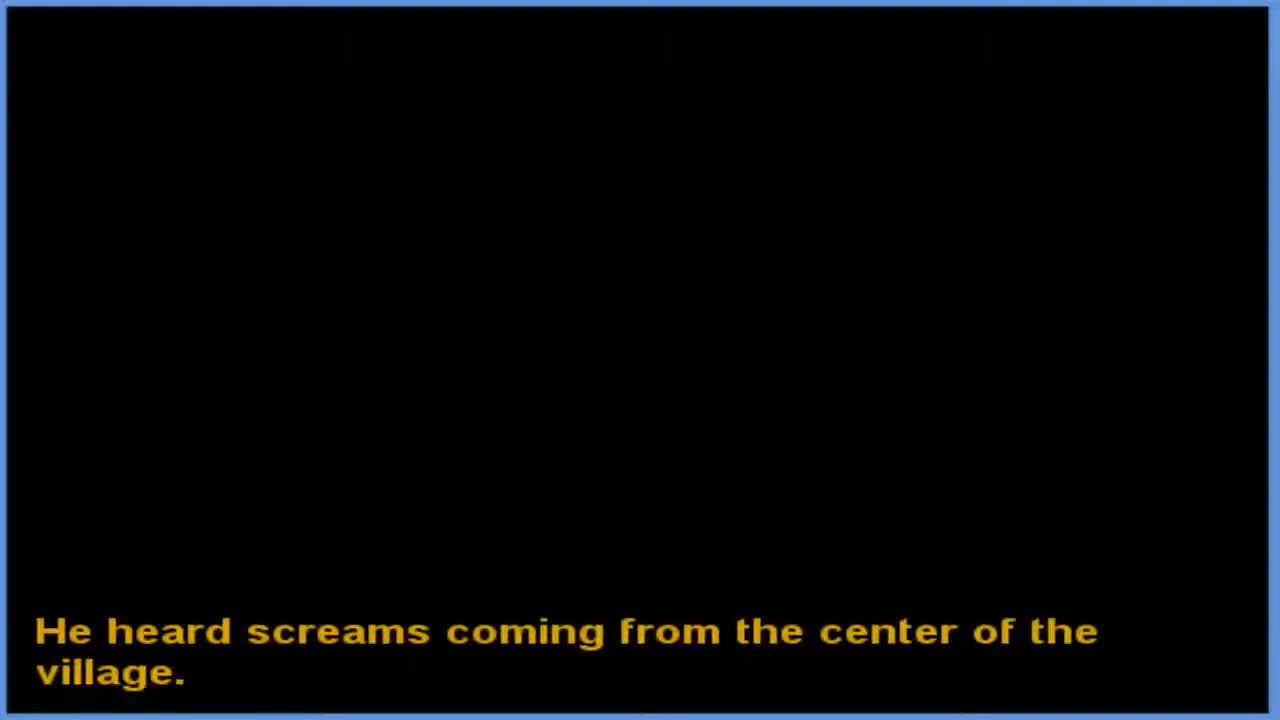 He heard screams coming from the center of the
village.